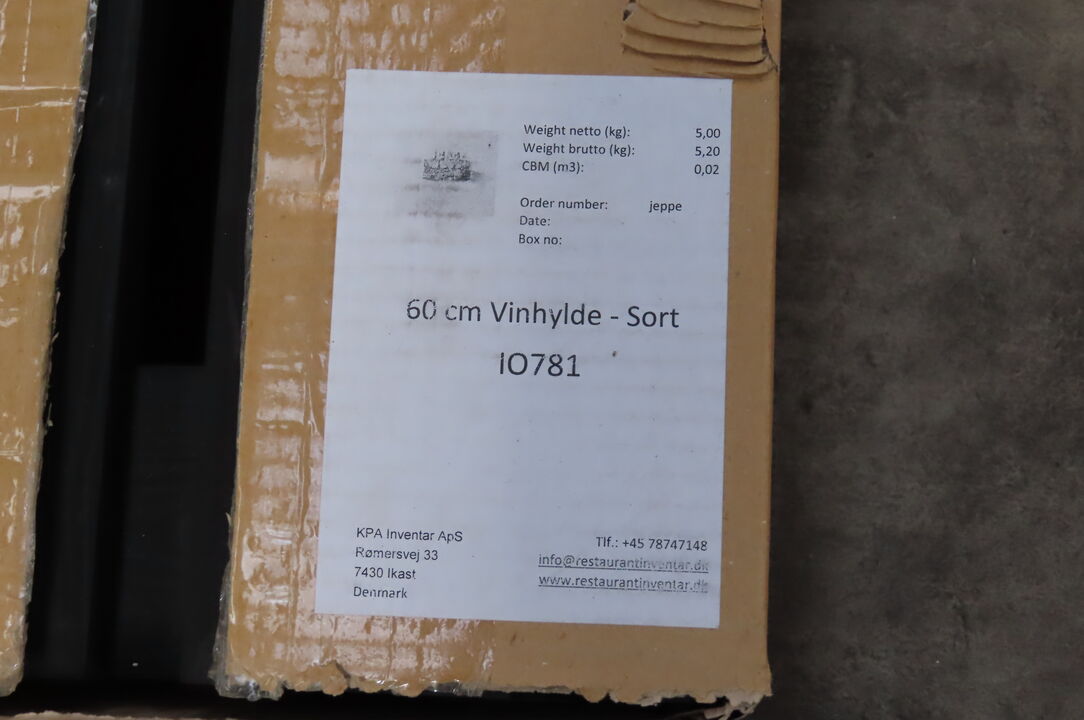 Weight netto (kg): 5,00
Weight brutto (kg): 5,20
CBM (m3): 0,02
Order number: jeppe
Date:
Box no:
60 cm Vinhylde - Sort
IO781
KPA Inventar ApS
Rømersvej 33
7430 Ikast
Denmark
Tlf.: +45 78747148
info@restaurantinventar.dk
www.restaurantinventar.dk